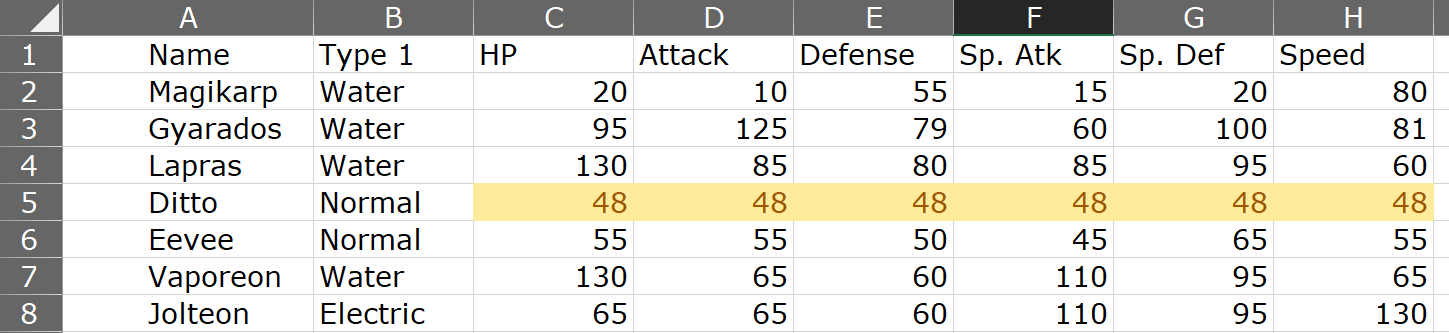 A B C D E F G H
1 Name Type 1 HP Attack Defense Sp. Atk Sp. Def Speed
2 Magikarp Water 20 10 55 15 20 80
3 Gyarados Water 95 125 79 60 100 81
4 Lapras Water 130 85 80 85 95 60
5 Ditto Normal 48 48 48 48 48 48
6 Eevee Normal 55 55 50 45 65 55
7 Vaporeon Water 130 65 60 110 95 65
8 Jolteon Electric 65 65 60 110 95 130